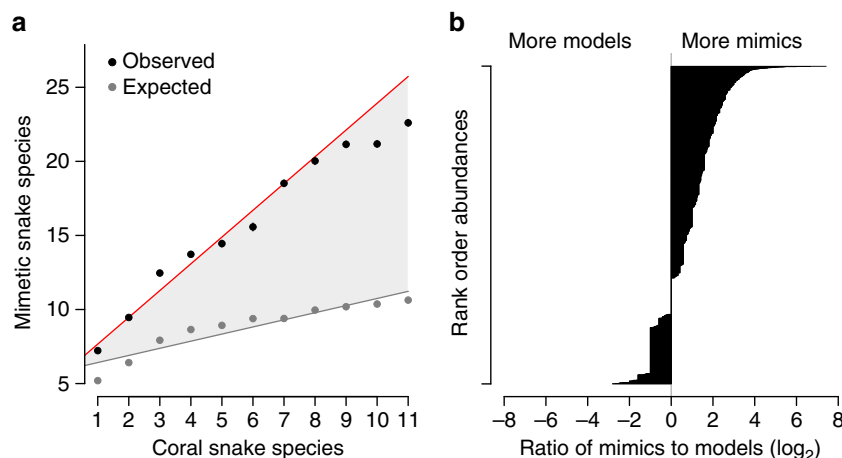 a
Observed
Expected
25
20
15
10
5
Mimetic snake species
1 2 3 4 5 6 7 8 9 10 11
Coral snake species
b
More models More mimics
Rank order abundances
−8 −6 −4 −2 0 2 4 6 8
Ratio of mimics to models (log₂)